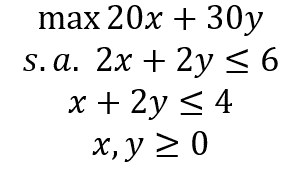 max 20x + 30y
s. a. 2x + 2y ≤ 6
x + 2y ≤ 4
x, y ≥ 0